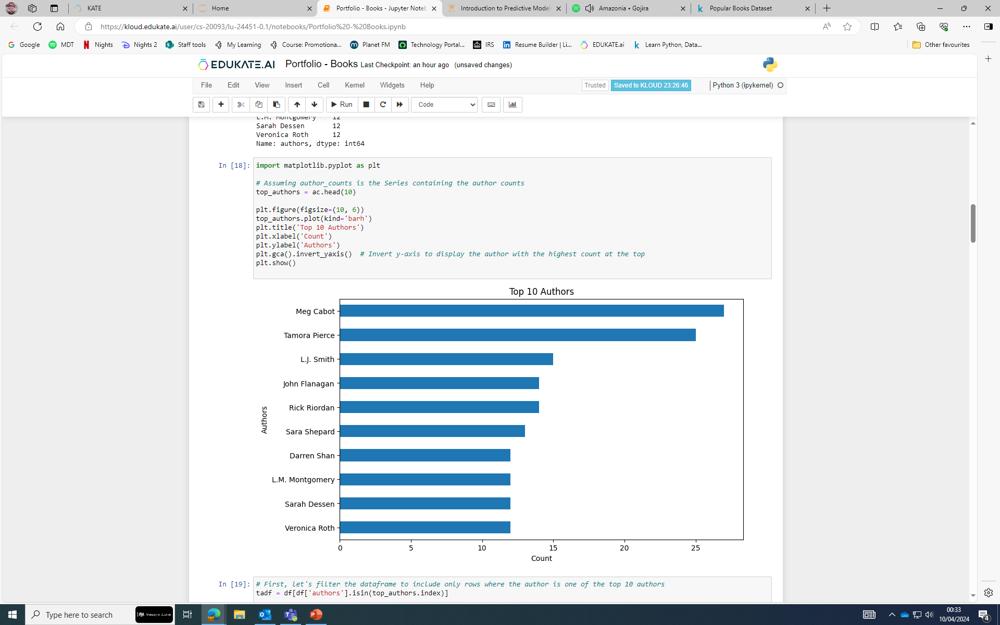 KATE
Home
Portfolio - Books - Jupyter Noteb
Introduction to Predictive Model
Amazonia • Gojira
Popular Books Dataset
https://kloud.edukate.ai/user/cs-20093/lu-24451-0.1/notebooks/Portfolio%20-%20Books.ipynb
Google
MDT
Nights
Nights 2
Staff tools
My Learning
Course: Promotiona...
Planet FM
Technology Portal...
IRS
Resume Builder | Li...
EDUKATE.ai
Learn Python, Data...
Other favourites
EDUKATE.AI
Portfolio - Books Last Checkpoint: an hour ago (unsaved changes)
File Edit View Insert Cell Kernel Widgets Help
Trusted
Saved to KLOUD 23:26:46
Python 3 (ipykernel)
Run
Code
L.M. Montgomery 12
Sarah Dessen 12
Veronica Roth 12
Name: authors, dtype: int64
In [18]:
import matplotlib.pyplot as plt
# Assuming author_counts is the Series containing the author counts
top_authors = ac.head(10)
plt.figure(figsize=(10, 6))
top_authors.plot(kind='barh')
plt.title('Top 10 Authors')
plt.xlabel('Count')
plt.ylabel('Authors')
plt.gca().invert_yaxis()  # Invert y-axis to display the author with the highest count at the top
plt.show()
Top 10 Authors
Meg Cabot
Tamora Pierce
L.J. Smith
John Flanagan
Rick Riordan
Sara Shepard
Darren Shan
L.M. Montgomery
Sarah Dessen
Veronica Roth
Authors
0 5 10 15 20 25
Count
In [19]:
# First, let's filter the dataframe to include only rows where the author is one of the top 10 authors
tadf = df[df['authors'].isin(top_authors.index)]
Type here to search
Ministry of Justice
00:33
10/04/2024
4